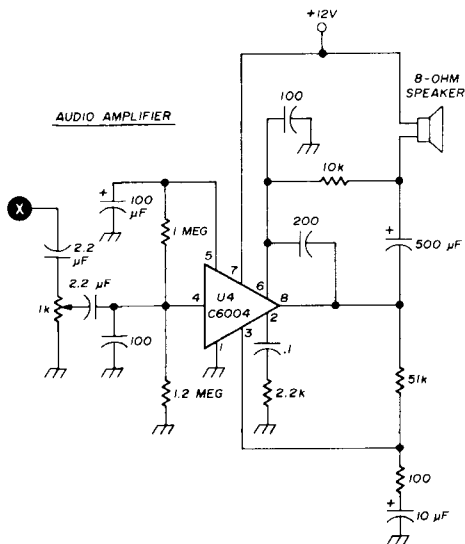 +12V
8-OHM
SPEAKER
AUDIO AMPLIFIER
100
10k
X
+
100
µF
1 MEG
200
+
500 µF
2.2
µF
2.2 µF
5
7
6
4
U4
C6004
8
2
3
1
1k
100
.1
1.2 MEG
2.2k
51k
100
+
10 µF